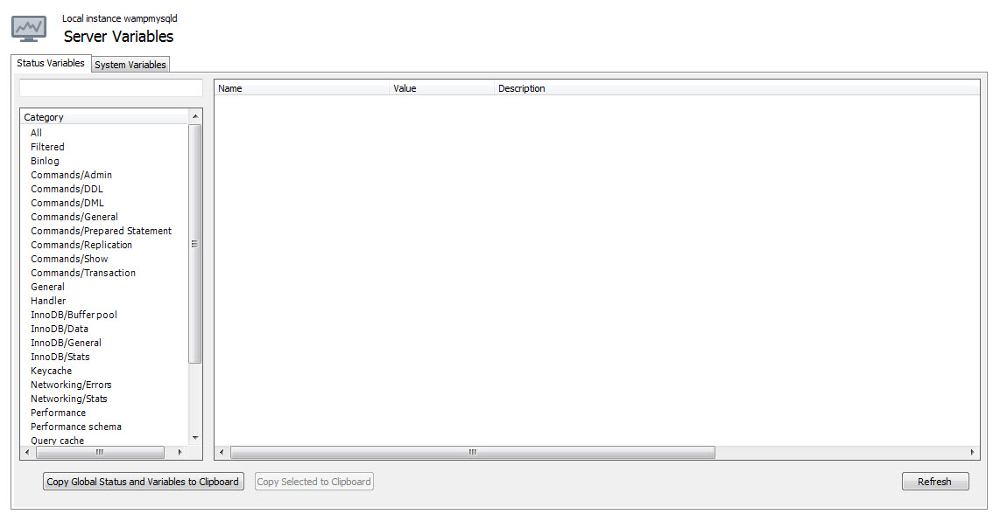 Local instance wampmysqld
Server Variables
Status Variables
System Variables
Category
All
Filtered
Binlog
Commands/Admin
Commands/DDL
Commands/DML
Commands/General
Commands/Prepared Statement
Commands/Replication
Commands/Show
Commands/Transaction
General
Handler
InnoDB/Buffer pool
InnoDB/Data
InnoDB/General
InnoDB/Stats
Keycache
Networking/Errors
Networking/Stats
Performance
Performance schema
Query cache
Name Value Description
Copy Global Status and Variables to Clipboard
Copy Selected to Clipboard
Refresh